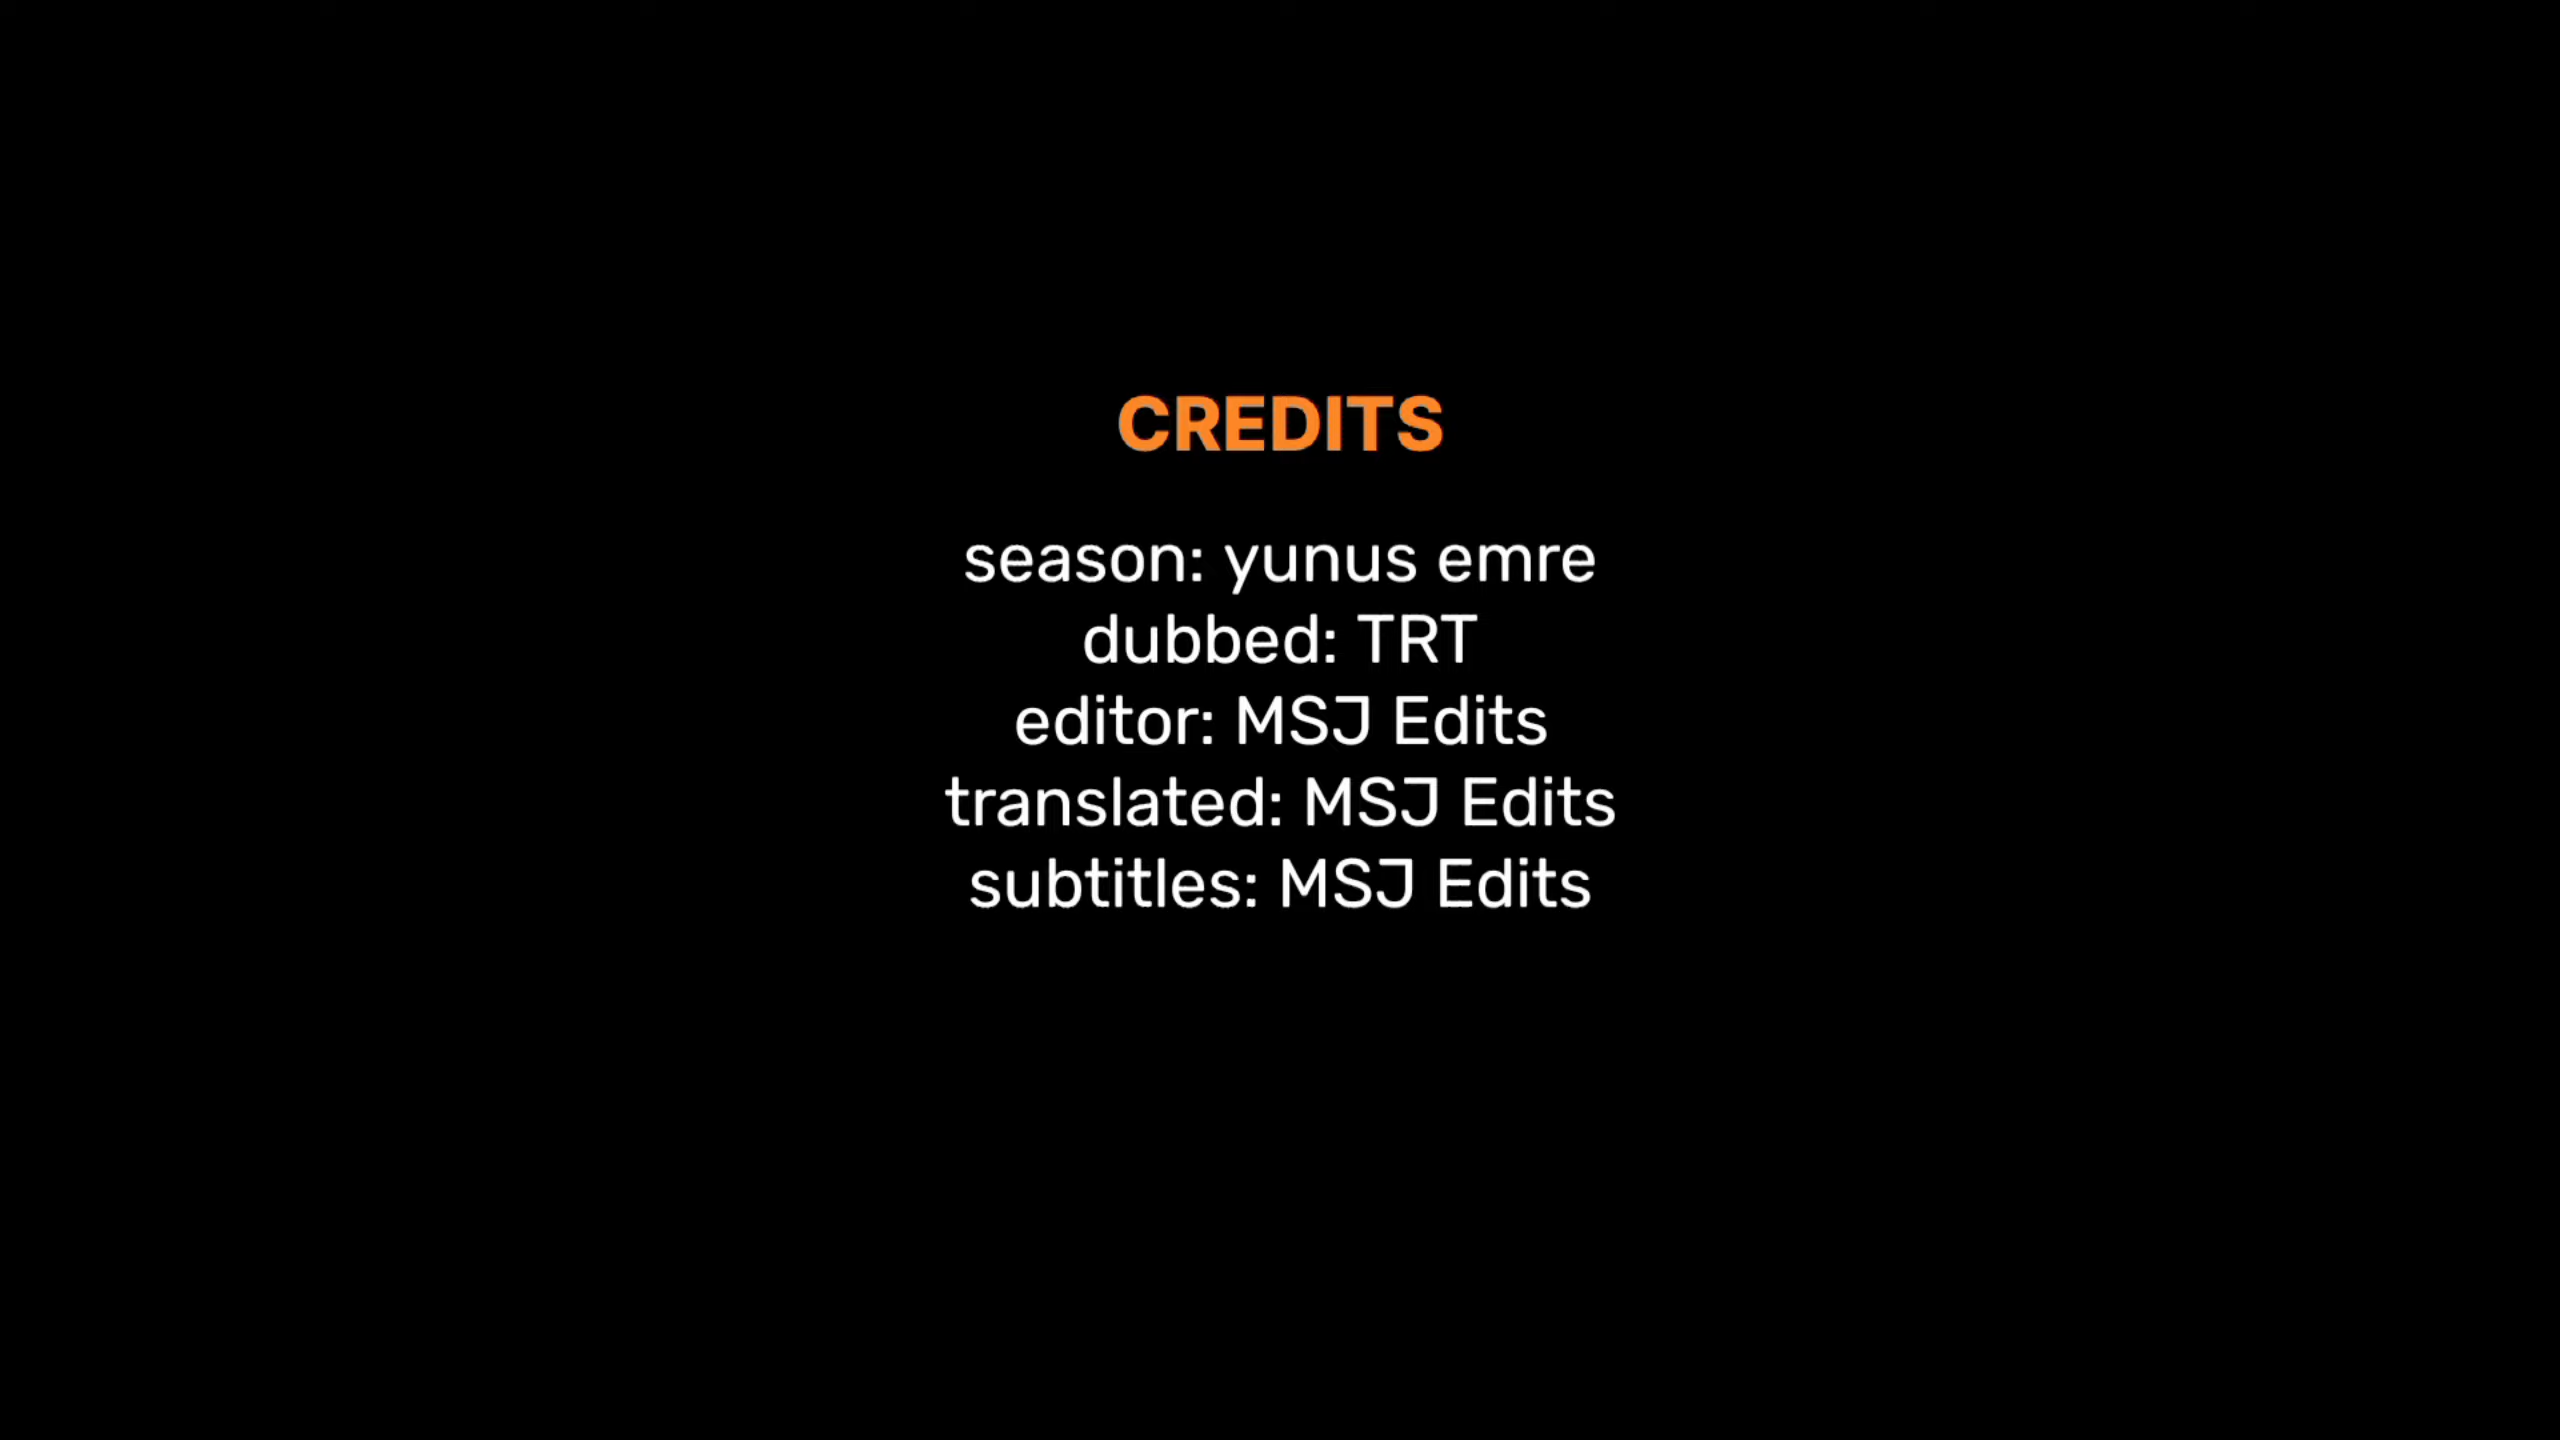 CREDITS
season: yunus emre
dubbed: TRT
editor: MSJ Edits
translated: MSJ Edits
subtitles: MSJ Edits